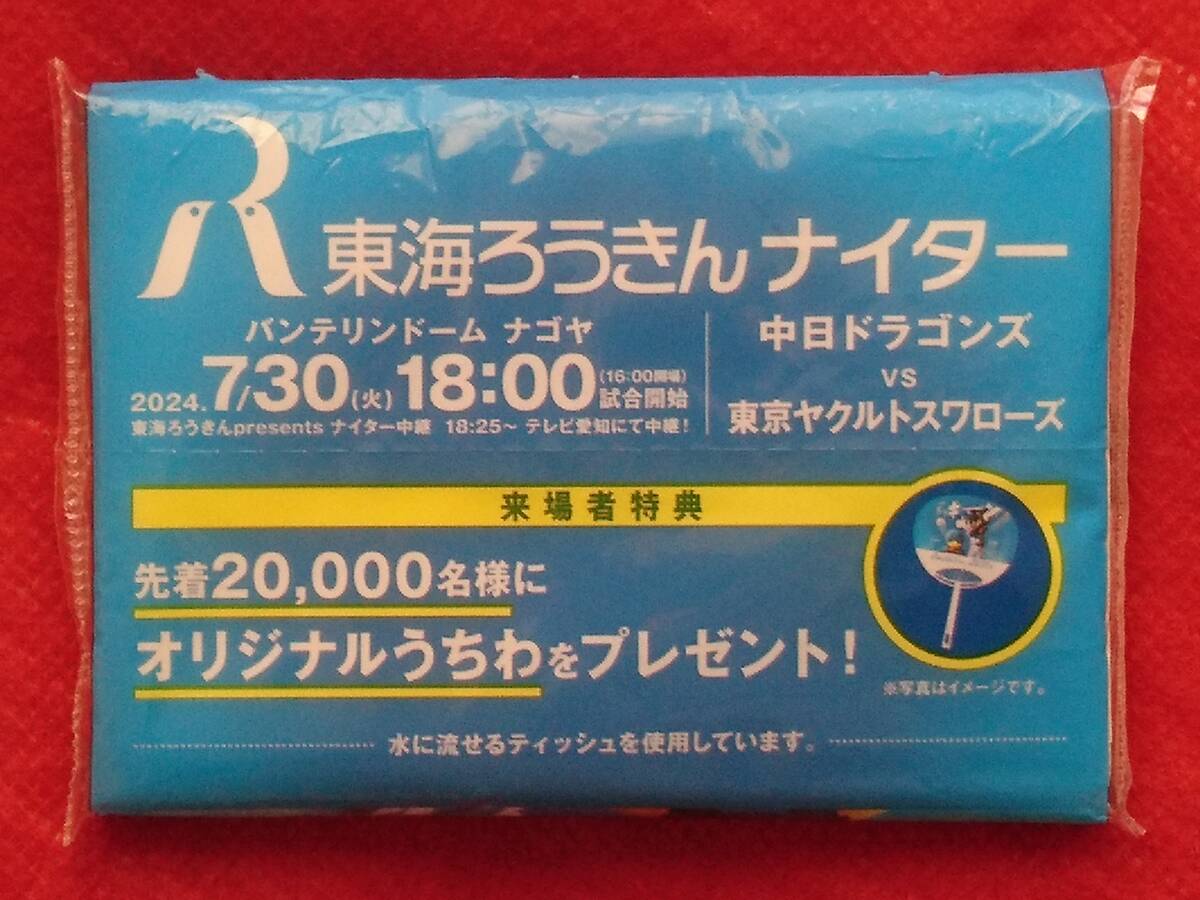 R
東海ろうきん ナイター
バンテリンドーム ナゴヤ
2024.7/30(火)18:00(16:00開場)試合開始
東海ろうきんpresents ナイター中継 18:25~ テレビ愛知にて中継!
中日ドラゴンズ
vs
東京ヤクルトスワローズ
来場者特典
先着20,000名様に
オリジナルうちわをプレゼント!
※写真はイメージです。
水に流せるティッシュを使用しています。